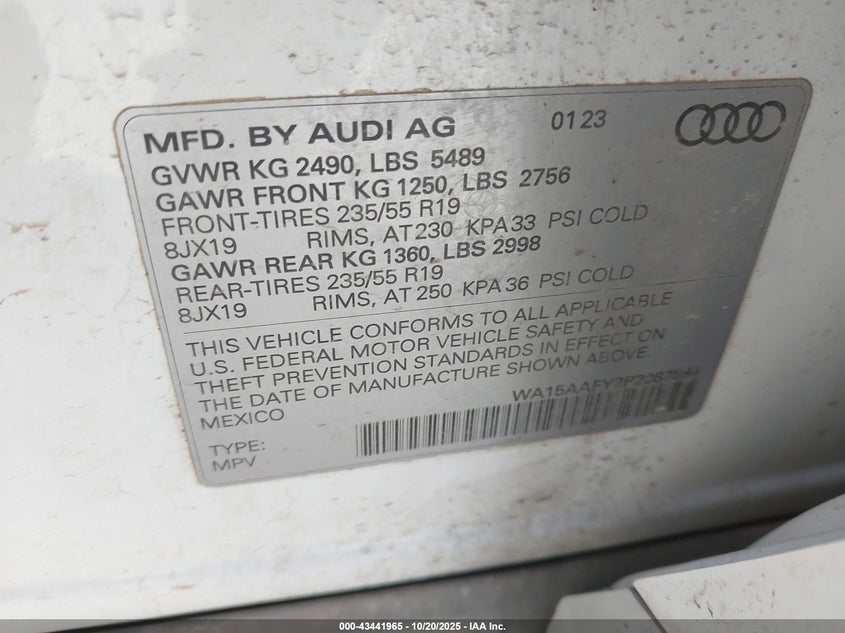 MFD. BY AUDI AG 01 23
GVWR KG 2490, LBS 5489
GAWR FRONT KG 1250, LBS 2756
FRONT-TIRES 235/55 R19
8JX19 RIMS, AT 230 KPA 33 PSI COLD
GAWR REAR KG 1360, LBS 2998
REAR-TIRES 235/55 R19
8JX19 RIMS, AT 250 KPA 36 PSI COLD
THIS VEHICLE CONFORMS TO ALL APPLICABLE
U.S. FEDERAL MOTOR VEHICLE SAFETY AND
THEFT PREVENTION STANDARDS IN EFFECT ON
THE DATE OF MANUFACTURE SHOWN ABOVE.
MEXICO
TYPE:
MPV
000-43441965 | 10/20/2025 - IAA Inc.